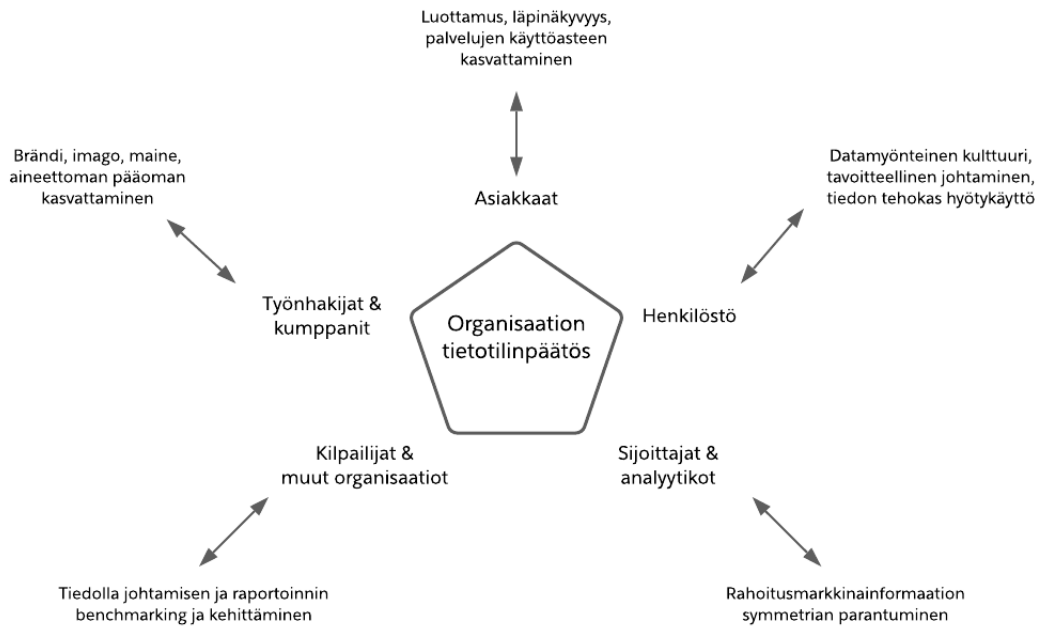 Luottamus, läpinäkyvyys,
palvelujen käyttöasteen
kasvattaminen
Brändi, imago, maine,
aineettoman pääoman
kasvattaminen
Datamyönteinen kulttuuri,
tavoitteellinen johtaminen,
tiedon tehokas hyötykäyttö
Asiakkaat
Työnhakijat &
kumppanit
Organisaation
tietotilinpäätös
Henkilöstö
Kilpailijat &
muut organisaatiot
Sijoittajat &
analyytikot
Tiedolla johtamisen ja raportoinnin
benchmarking ja kehittäminen
Rahoitusmarkkinainformaation
symmetrian parantuminen